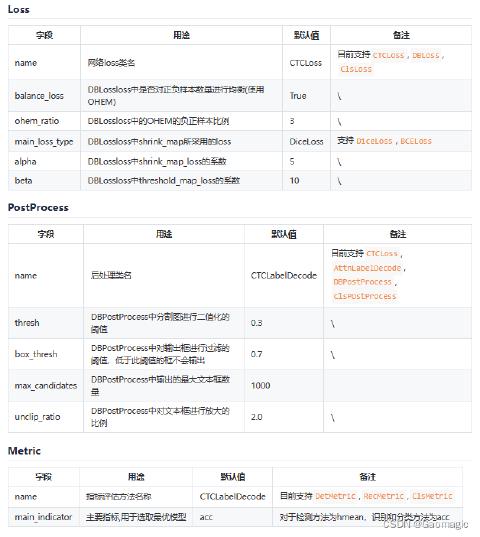 Loss
字段 用途 默认值 备注
name 网络loss类名 CTCLoss 目前支持 CTCLoss , DBLoss ,
ClsLoss
balance_loss DBLossloss中是否对正负样本数量进行均衡(使用
OHEM) True \
ohem_ratio DBLossloss中的OHEM的负正样本比例 3 \
main_loss_type DBLossloss中shrink_map所采用的loss DiceLoss 支持 DiceLoss , BCELoss
alpha DBLossloss中shrink_map_loss的系数 5 \
beta DBLossloss中threshold_map_loss的系数 10 \
PostProcess
字段 用途 默认值 备注
name 后处理类名 CTCLabelDecode 目前支持 CTCLoss ,
AttnLabelDecode ,
DBPostProcess ,
ClsPostProcess
thresh DBPostProcess中分割图进行二值化的
阈值 0.3 \
box_thresh DBPostProcess中对输出框进行过滤的
阈值，低于此阈值的框不会输出 0.7 \
max_candidates DBPostProcess中输出的最大文本框数
量 1000
unclip_ratio DBPostProcess中对文本框进行放大的
比例 2.0 \
Metric
字段 用途 默认值 备注
name 指标评估方法名称 CTCLabelDecode 目前支持 DetMetric , RecMetric , ClsMetric
main_indicator 主要指标,用于选取最优模型 acc 对于检测方法为hmean，识别和分类方法为acc
CSDN @Gaomagic